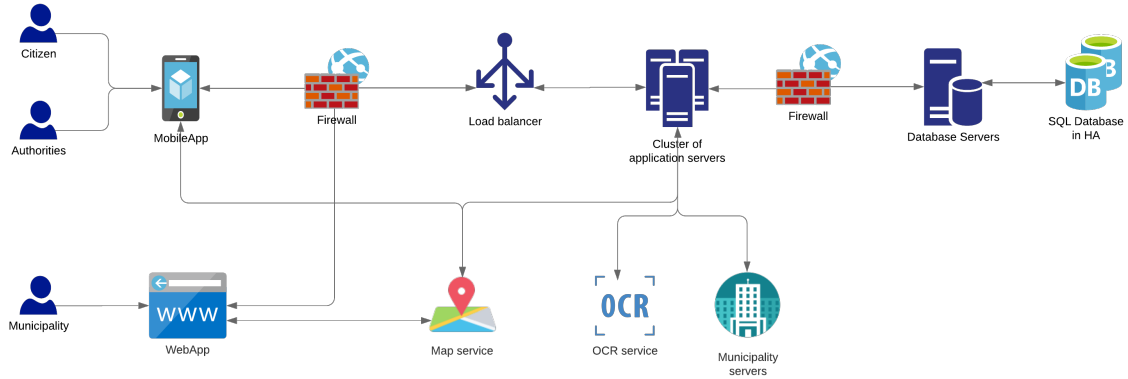 Citizen
Authorities
MobileApp
Firewall
Load balancer
Cluster of
application servers
Firewall
Database Servers
DB
B
SQL Database
in HA
Municipality
WWW
WebApp
Map service
OCR
OCR service
Municipality
servers